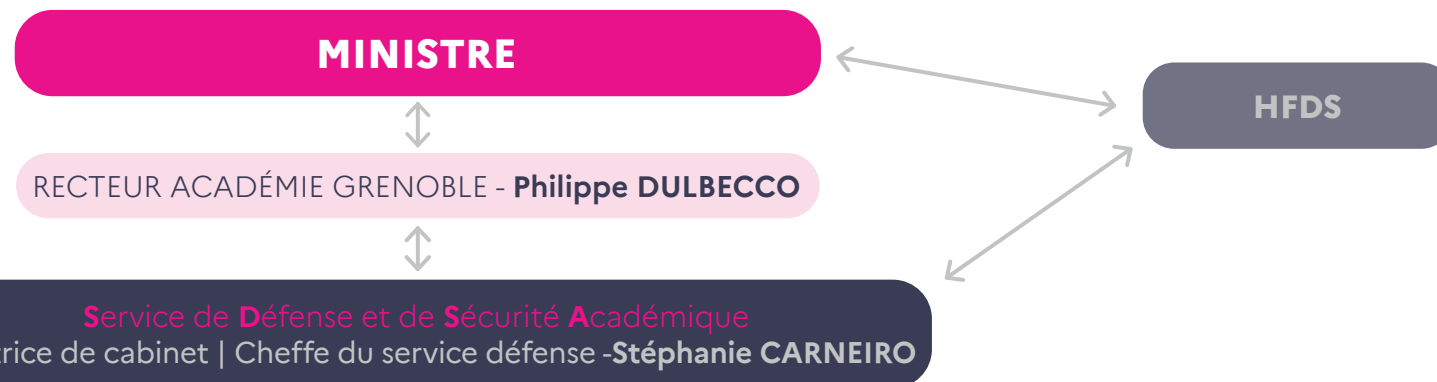 MINISTRE
HFDS
RECTEUR ACADÉMIE GRENOBLE - Philippe DULBECCO
Service de Défense et de Sécurité Académique
de cabinet | Cheffe du service défense -Stéphanie CARNEIRO